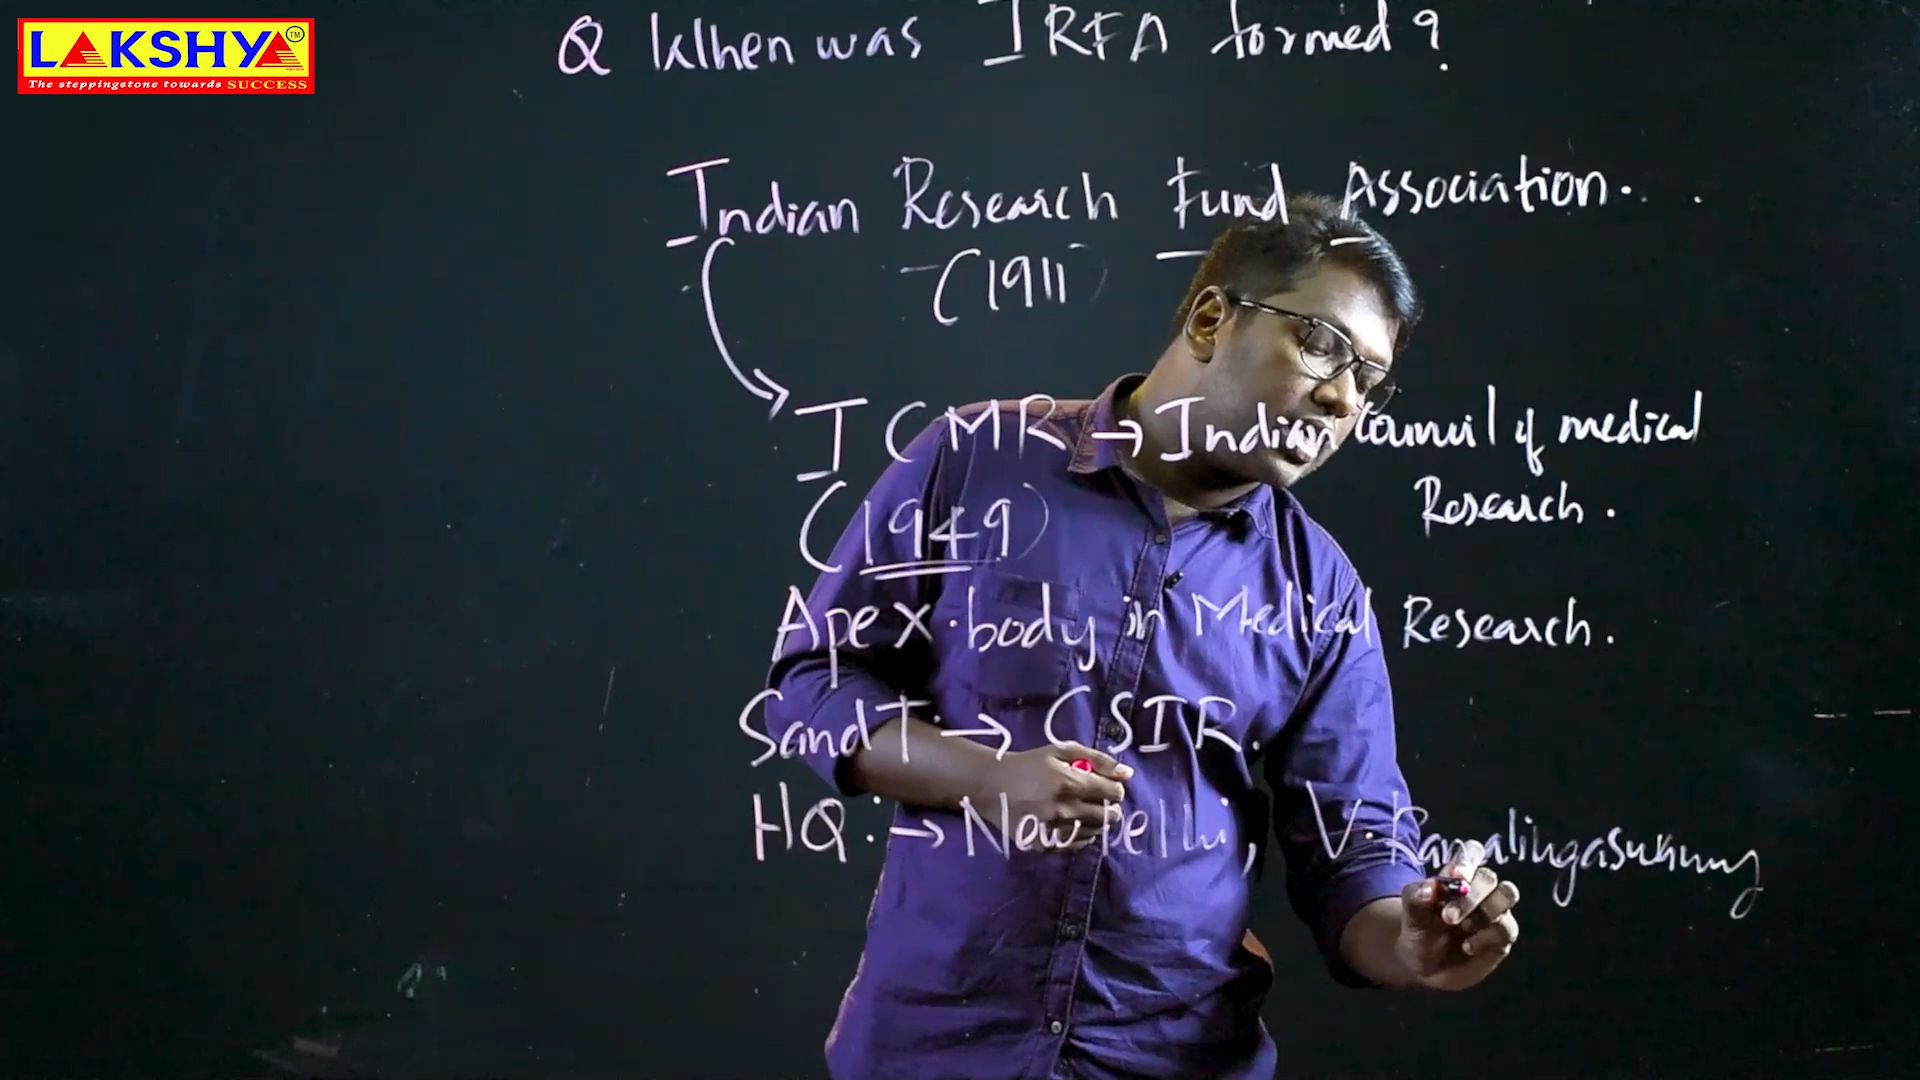 LAKSHYA TM
The steppingstone towards SUCCESS
Q When was IRFA formed?
Indian Research Fund Association.
(1911)
ICMR → Indian Council of medical
Research.
(1949)
Apex body in Medical Research.
S and T → CSIR.
HQ: → New Delhi, V. Ramalingaswamy